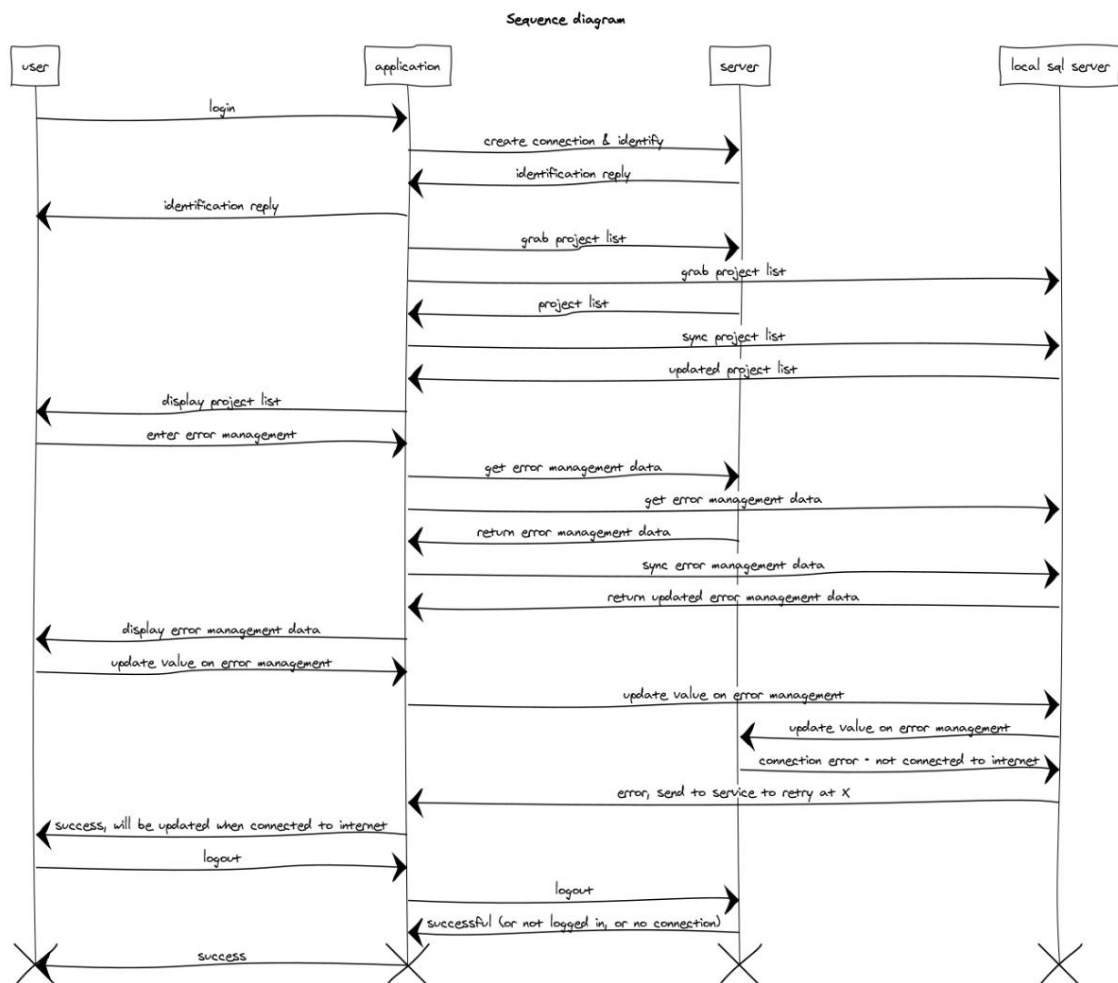 Sequence diagram
user
application
server
local sql server
login
create connection & identify
identification reply
identification reply
grab project list
grab project list
project list
sync project list
updated project list
display project list
enter error management
get error management data
get error management data
return error management data
sync error management data
return updated error management data
display error management data
update value on error management
update value on error management
update value on error management
connection error - not connected to internet
error, send to service to retry at X
success, will be updated when connected to internet
logout
logout
successful (or not logged in, or no connection)
success